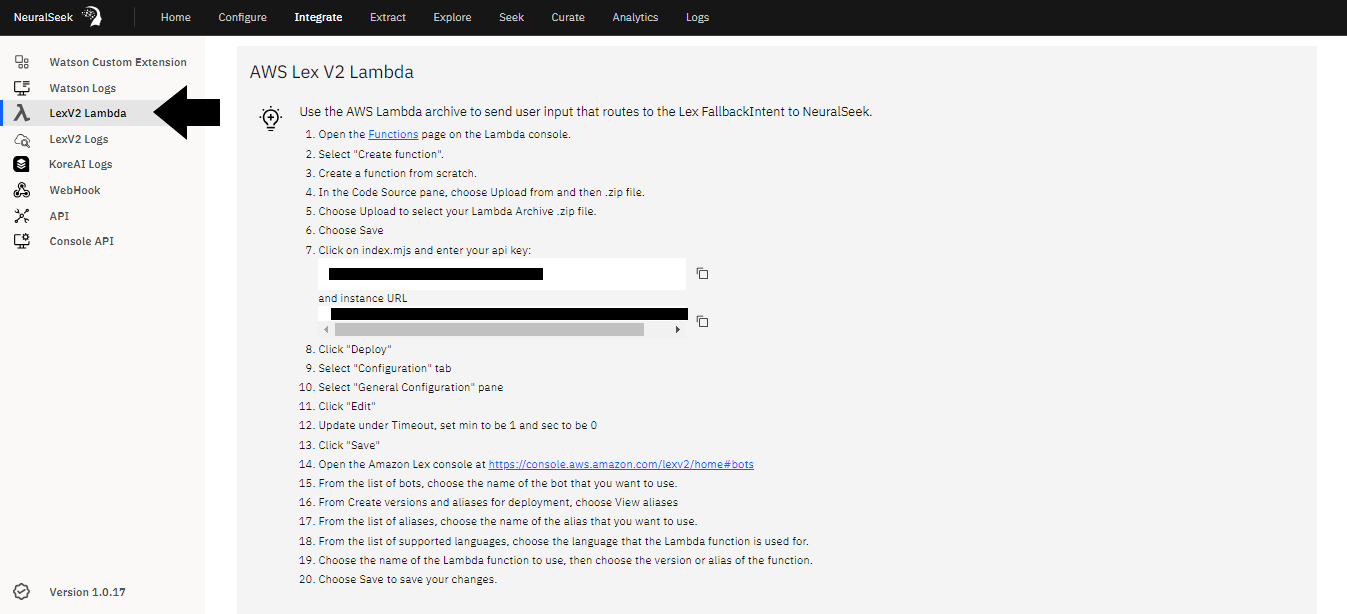 NeuralSeek Home Configure Integrate Extract Explore Seek Curate Analytics Logs
Watson Custom Extension
Watson Logs
LexV2 Lambda
LexV2 Logs
KoreAI Logs
WebHook
API
Console API
Version 1.0.17
AWS Lex V2 Lambda
Use the AWS Lambda archive to send user input that routes to the Lex FallbackIntent to NeuralSeek.
1. Open the Functions page on the Lambda console.
2. Select "Create function".
3. Create a function from scratch.
4. In the Code Source pane, choose Upload from and then .zip file.
5. Choose Upload to select your Lambda Archive .zip file.
6. Choose Save
7. Click on index.mjs and enter your api key:
and instance URL
8. Click "Deploy"
9. Select "Configuration" tab
10. Select "General Configuration" pane
11. Click "Edit"
12. Update under Timeout, set min to be 1 and sec to be 0
13. Click "Save"
14. Open the Amazon Lex console at https://console.aws.amazon.com/lexv2/home#bots
15. From the list of bots, choose the name of the bot that you want to use.
16. From Create versions and aliases for deployment, choose View aliases
17. From the list of aliases, choose the name of the alias that you want to use.
18. From the list of supported languages, choose the language that the Lambda function is used for.
19. Choose the name of the Lambda function to use, then choose the version or alias of the function.
20. Choose Save to save your changes.